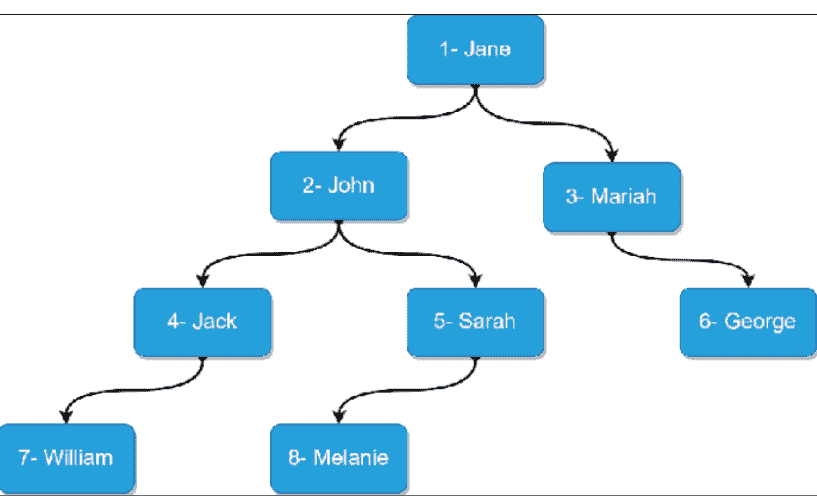 1- Jane
2- John
3- Mariah
4- Jack
5- Sarah
6- George
7- William
8- Melanie